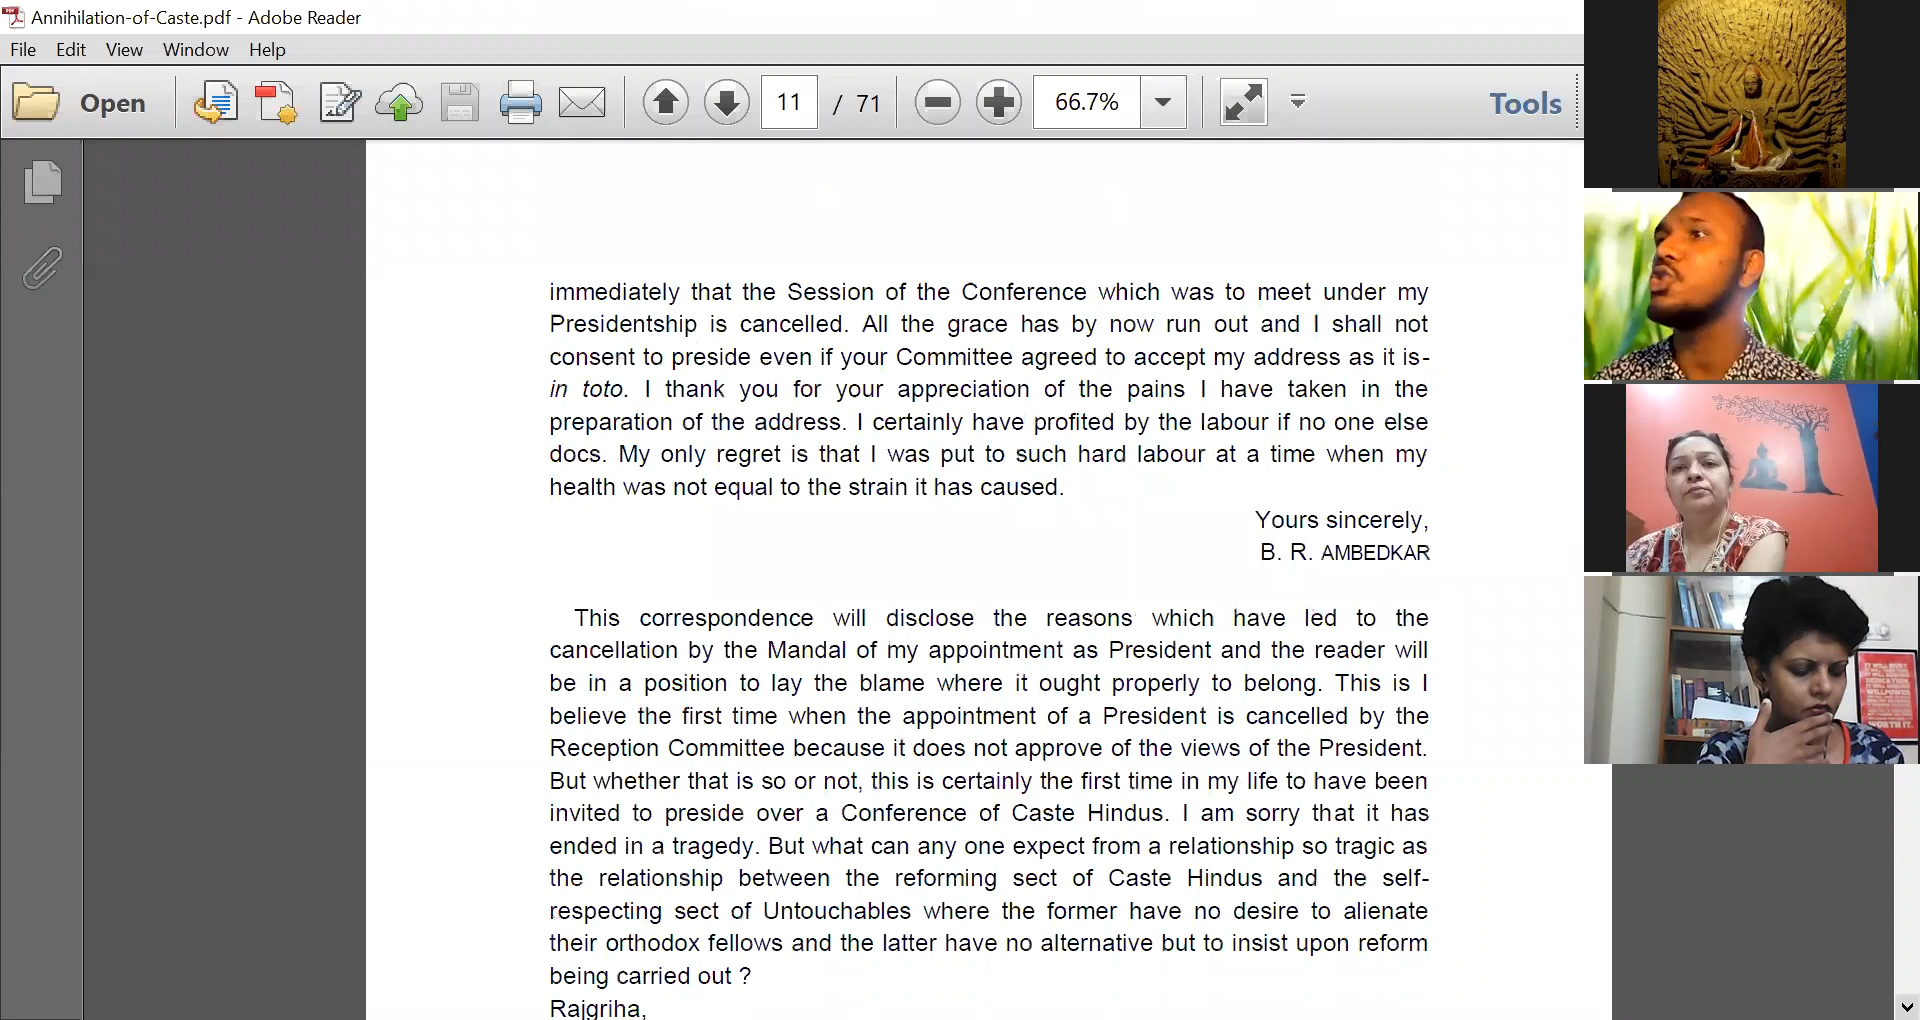 Annihilation-of-Caste.pdf - Adobe Reader
File Edit View Window Help
Open 11 / 71 66.7% Tools
immediately that the Session of the Conference which was to meet under my
Presidentship is cancelled. All the grace has by now run out and I shall not
consent to preside even if your Committee agreed to accept my address as it is-
in toto. I thank you for your appreciation of the pains I have taken in the
preparation of the address. I certainly have profited by the labour if no one else
docs. My only regret is that I was put to such hard labour at a time when my
health was not equal to the strain it has caused.
Yours sincerely,
B. R. AMBEDKAR
This correspondence will disclose the reasons which have led to the
cancellation by the Mandal of my appointment as President and the reader will
be in a position to lay the blame where it ought properly to belong. This is I
believe the first time when the appointment of a President is cancelled by the
Reception Committee because it does not approve of the views of the President.
But whether that is so or not, this is certainly the first time in my life to have been
invited to preside over a Conference of Caste Hindus. I am sorry that it has
ended in a tragedy. But what can any one expect from a relationship so tragic as
the relationship between the reforming sect of Caste Hindus and the self-
respecting sect of Untouchables where the former have no desire to alienate
their orthodox fellows and the latter have no alternative but to insist upon reform
being carried out ?
Rajgriha,
IT WILL
DEDICATION,
WILLPOWER
WORTH IT.